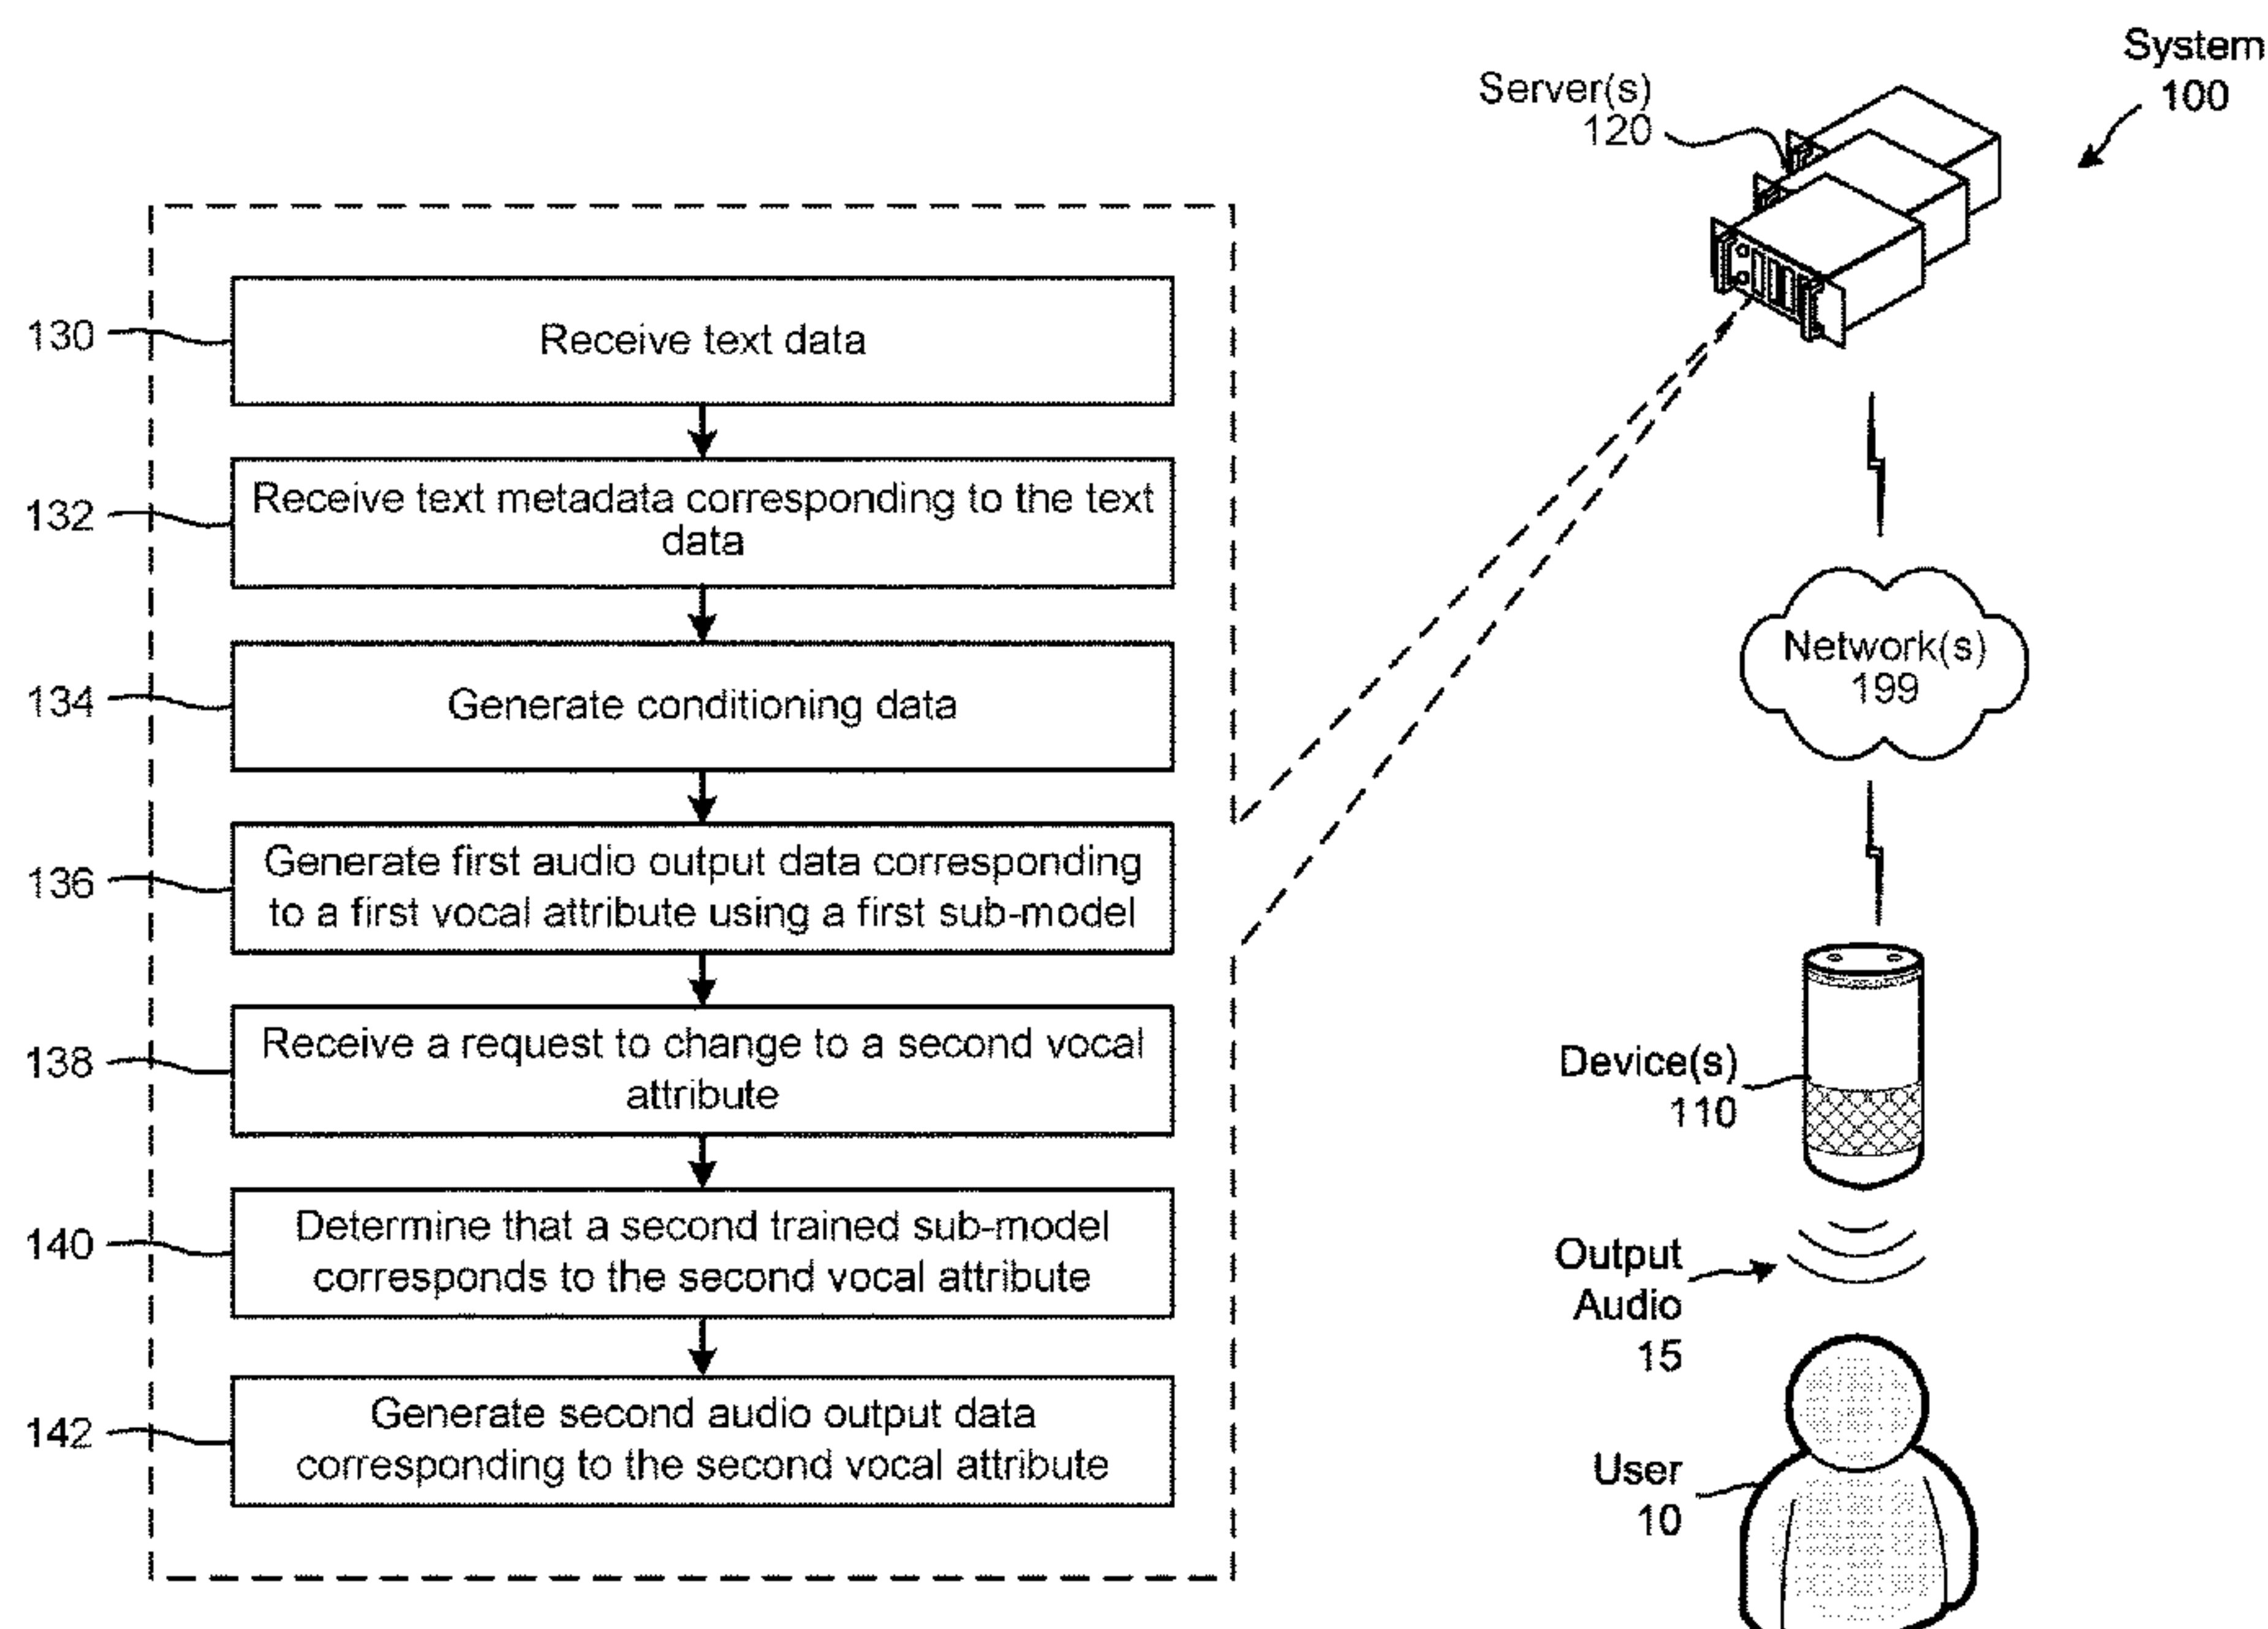 System
100
Server(s)
120
130
Receive text data
132
Receive text metadata corresponding to the text
data
134
Generate conditioning data
136
Generate first audio output data corresponding
to a first vocal attribute using a first sub-model
138
Receive a request to change to a second vocal
attribute
140
Determine that a second trained sub-model
corresponds to the second vocal attribute
142
Generate second audio output data
corresponding to the second vocal attribute
Network(s)
199
Device(s)
110
Output
Audio
15
User
10